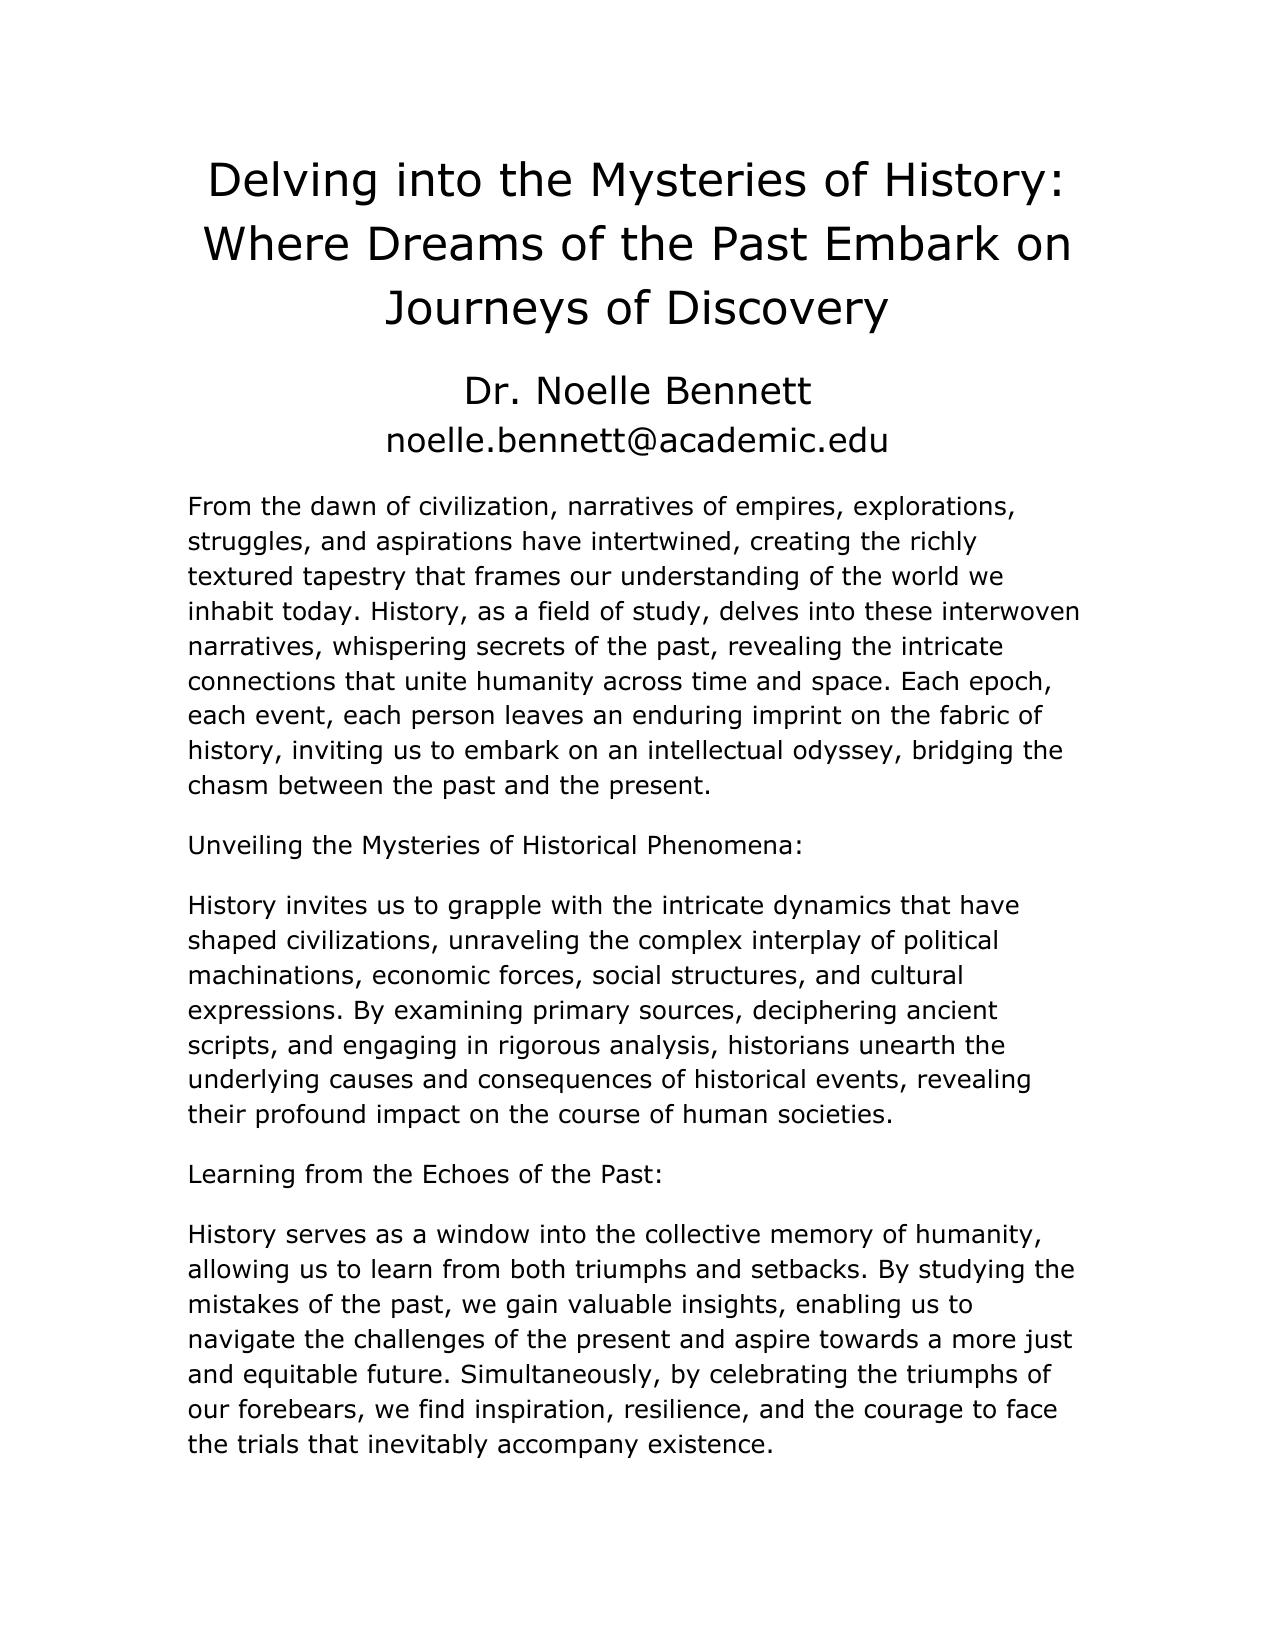 Delving into the Mysteries of History:
Where Dreams of the Past Embark on
Journeys of Discovery
Dr. Noelle Bennett
noelle.bennett@academic.edu
From the dawn of civilization, narratives of empires, explorations,
struggles, and aspirations have intertwined, creating the richly
textured tapestry that frames our understanding of the world we
inhabit today. History, as a field of study, delves into these interwoven
narratives, whispering secrets of the past, revealing the intricate
connections that unite humanity across time and space. Each epoch,
each event, each person leaves an enduring imprint on the fabric of
history, inviting us to embark on an intellectual odyssey, bridging the
chasm between the past and the present.
Unveiling the Mysteries of Historical Phenomena:
History invites us to grapple with the intricate dynamics that have
shaped civilizations, unraveling the complex interplay of political
machinations, economic forces, social structures, and cultural
expressions. By examining primary sources, deciphering ancient
scripts, and engaging in rigorous analysis, historians unearth the
underlying causes and consequences of historical events, revealing
their profound impact on the course of human societies.
Learning from the Echoes of the Past:
History serves as a window into the collective memory of humanity,
allowing us to learn from both triumphs and setbacks. By studying the
mistakes of the past, we gain valuable insights, enabling us to
navigate the challenges of the present and aspire towards a more just
and equitable future. Simultaneously, by celebrating the triumphs of
our forebears, we find inspiration, resilience, and the courage to face
the trials that inevitably accompany existence.